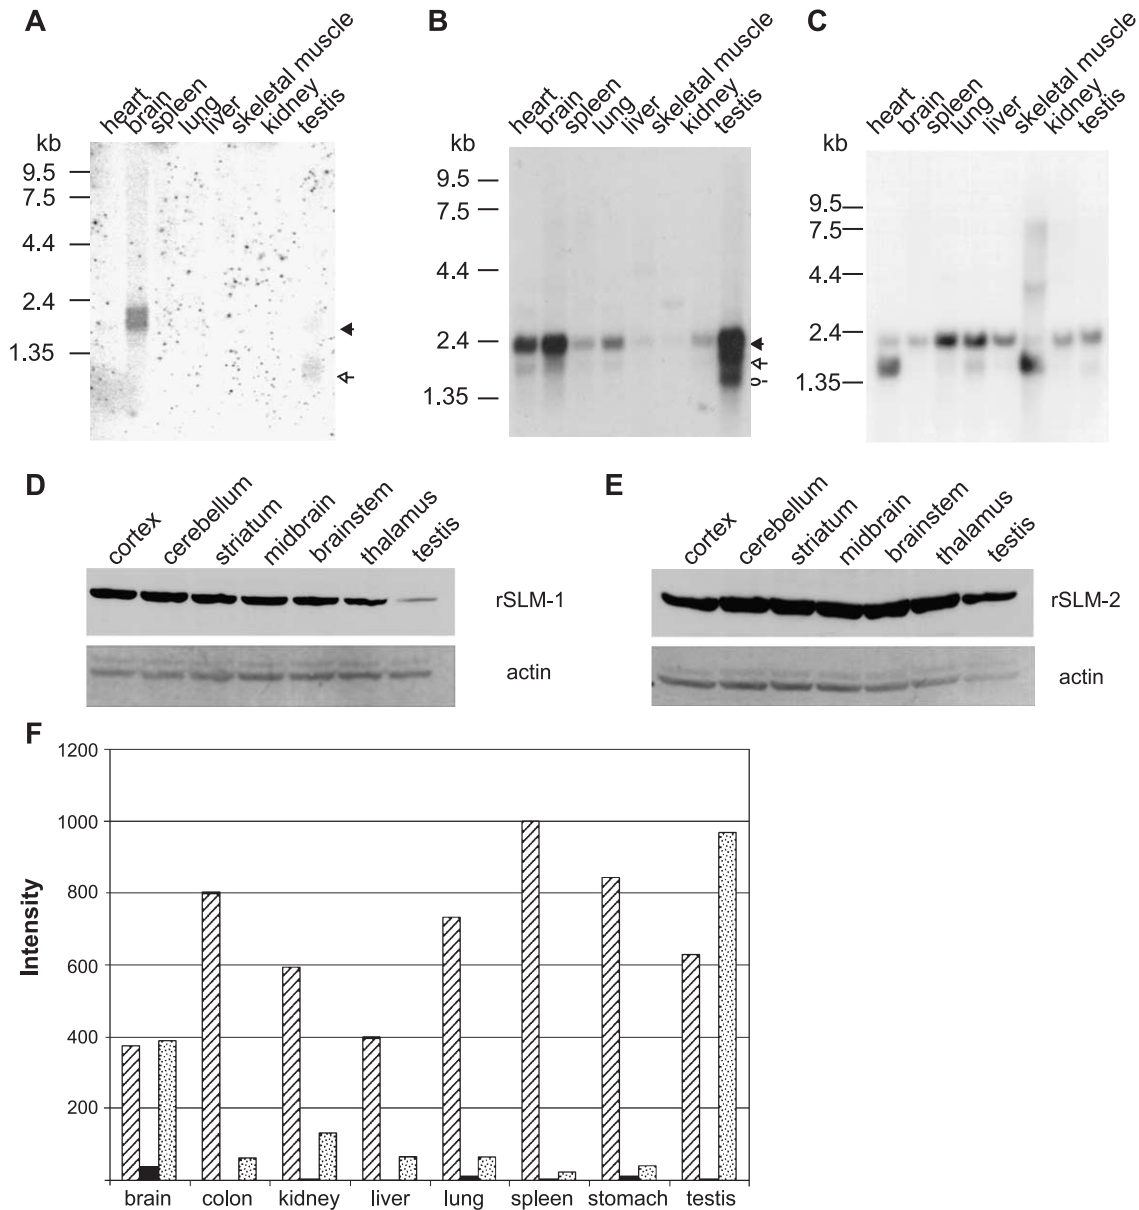 A
heart
brain
spleen
lung
liver
skeletal muscle
kidney
testis
kb
9.5
7.5
4.4
2.4
1.35
B
heart
brain
spleen
lung
liver
skeletal muscle
kidney
testis
kb
9.5
7.5
4.4
2.4
1.35
C
heart
brain
spleen
lung
liver
skeletal muscle
kidney
testis
kb
9.5
7.5
4.4
2.4
1.35
D
cortex
cerebellum
striatum
midbrain
brainstem
thalamus
testis
rSLM-1
actin
E
cortex
cerebellum
striatum
midbrain
brainstem
thalamus
testis
rSLM-2
actin
F
Intensity
1200
1000
800
600
400
200
brain colon kidney liver lung spleen stomach testis